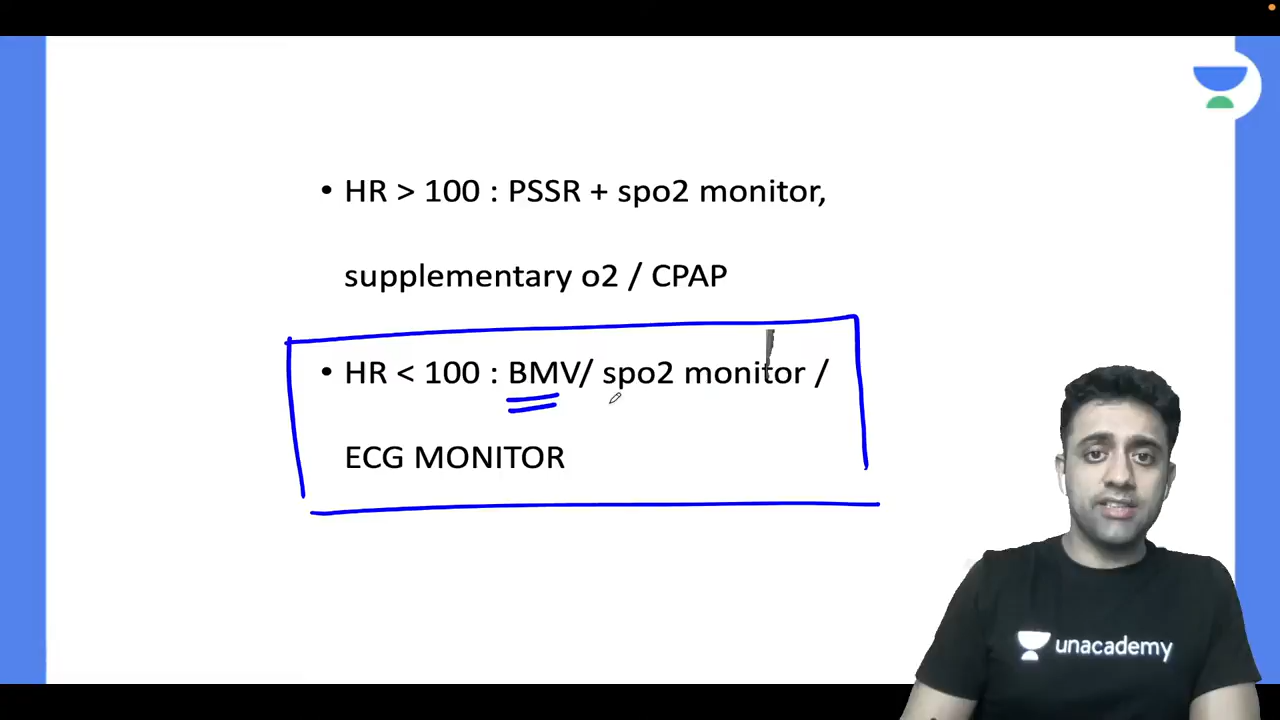 • HR > 100 : PSSR + spo2 monitor,
supplementary o2 / CPAP
• HR < 100 : BMV/ spo2 monitor /
ECG MONITOR
unacademy